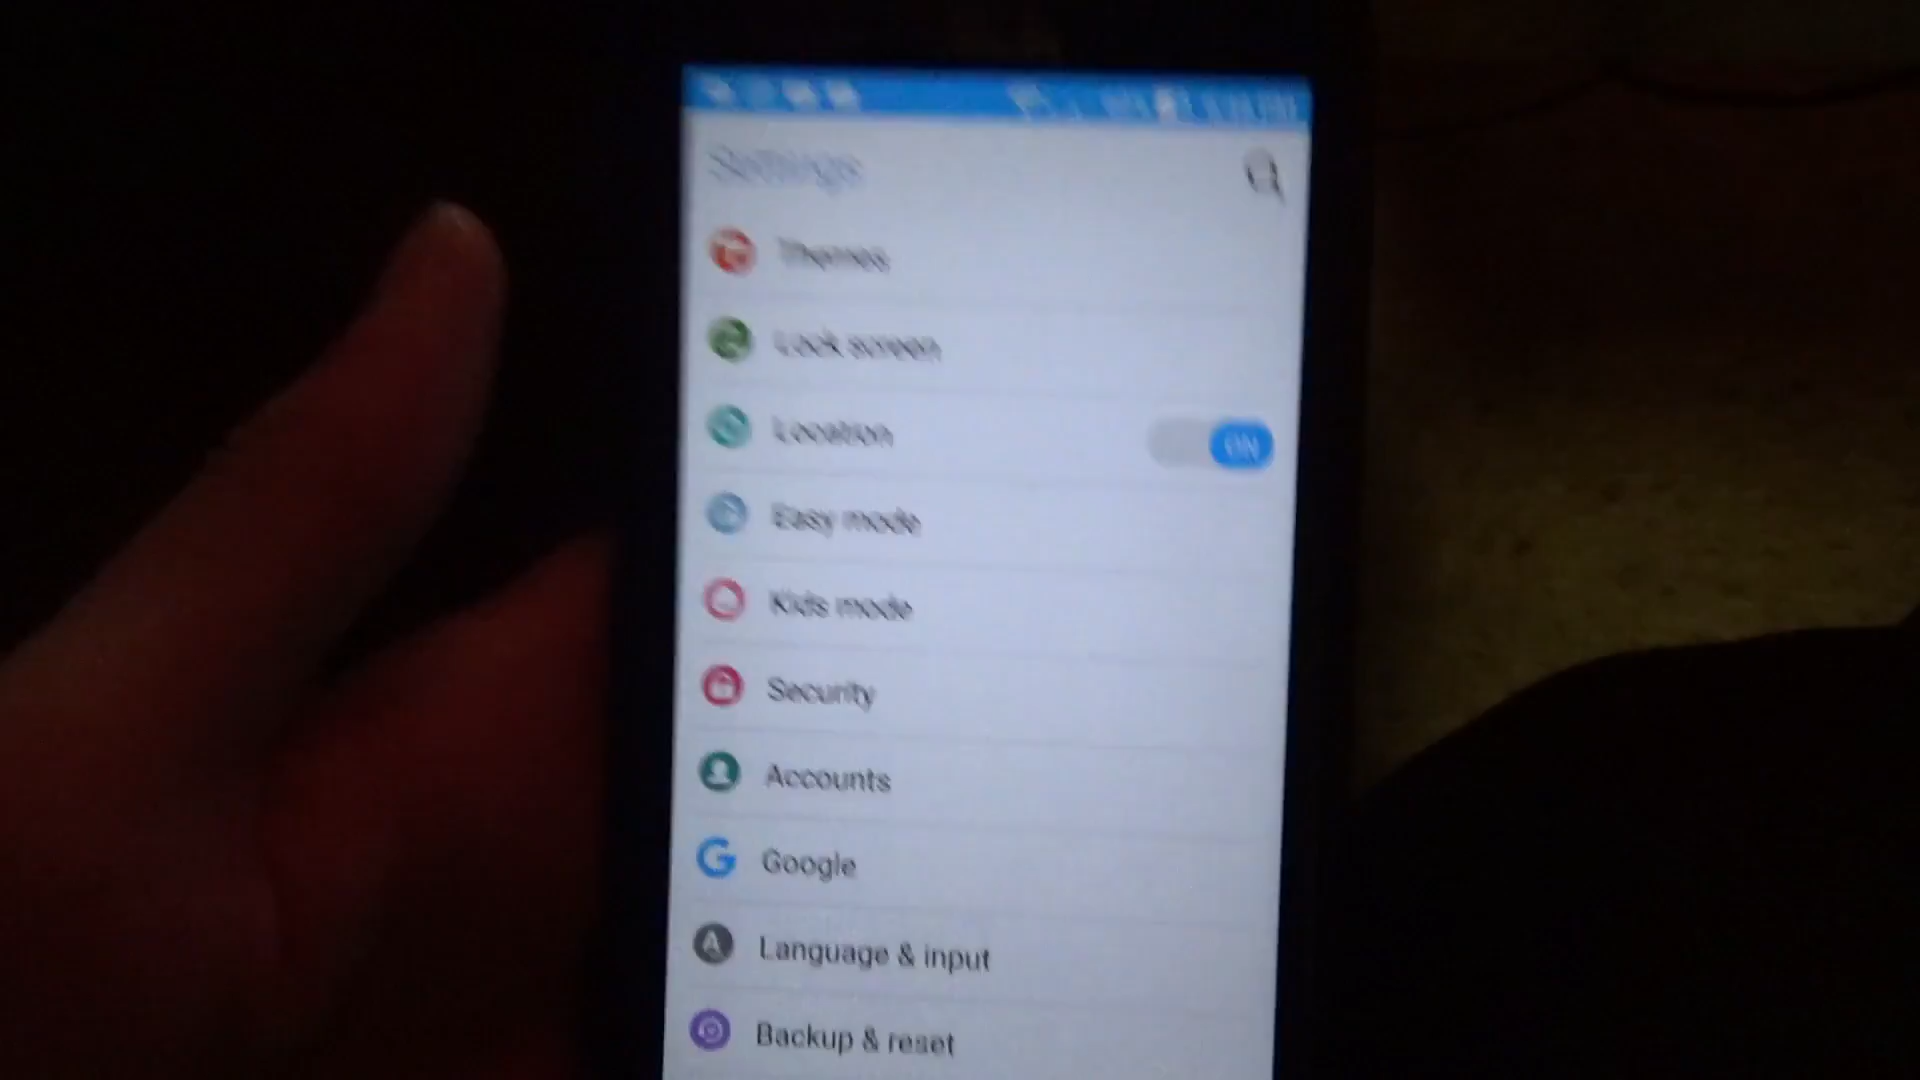 Settings
Themes
Lock screen
Location
ON
Easy mode
Kids mode
Security
Accounts
Google
Language & input
Backup & reset